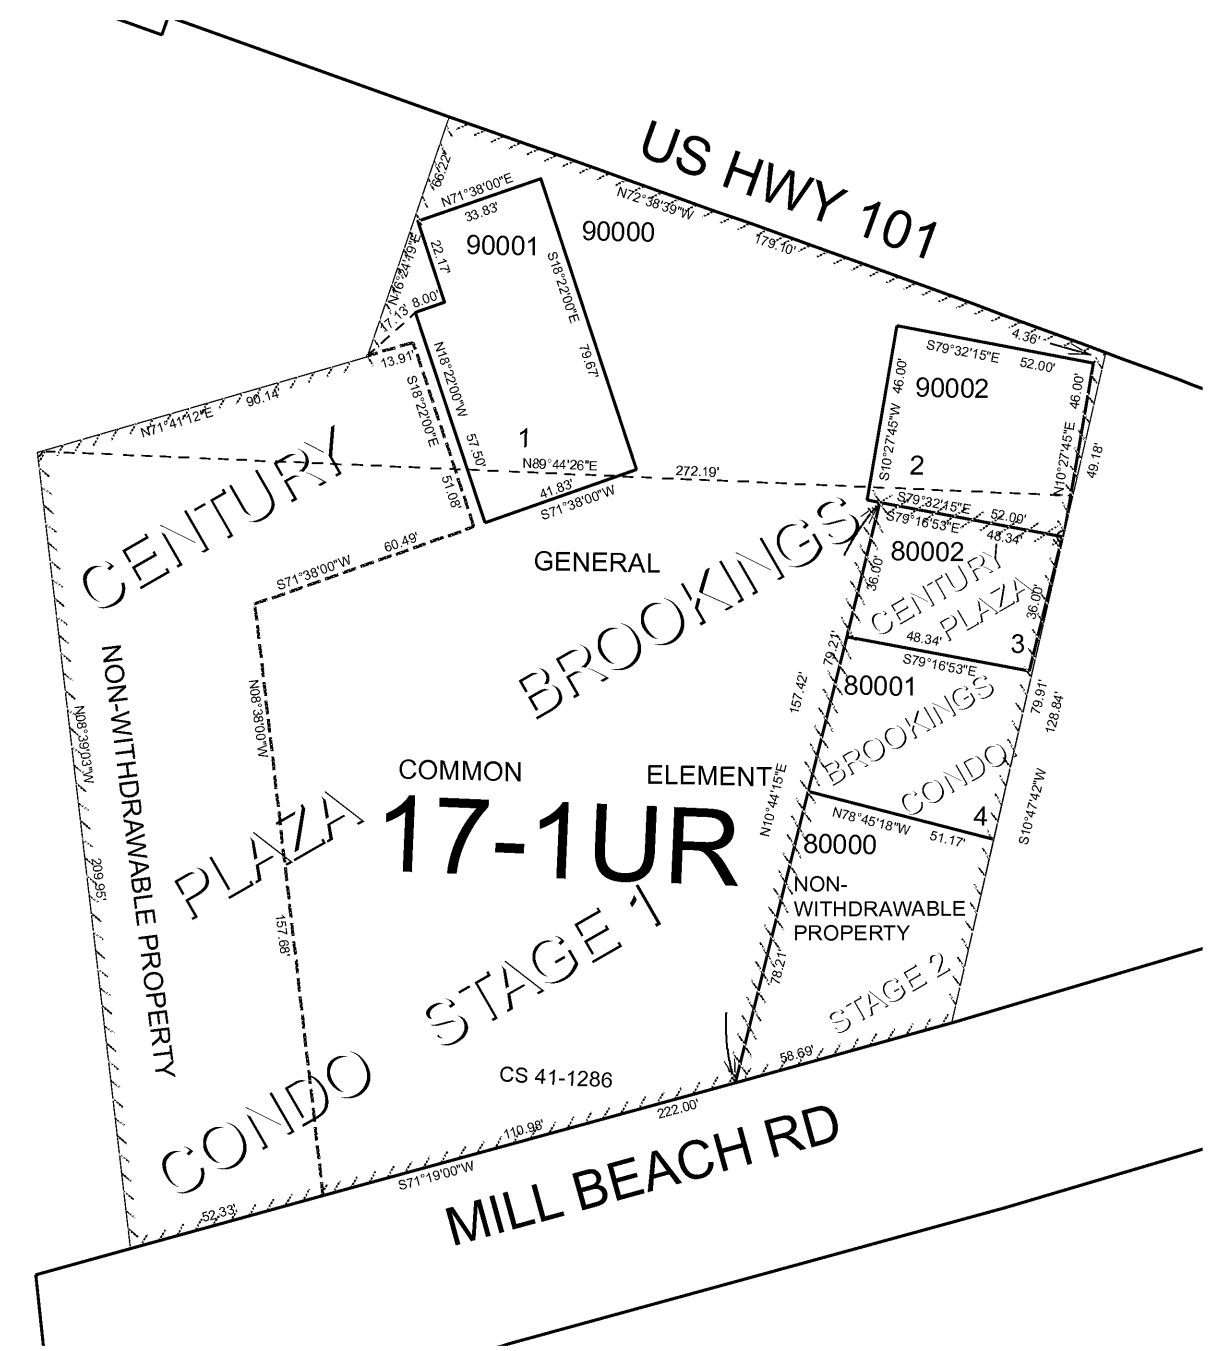 US HWY 101
66.22'
N71°38'00"E
33.83'
N72°38'39"W
179.10'
90001
90000
22.17'
S18°22'00"E
N16°24'19"E
8.00'
17.13'
4.36'
13.91'
S79°32'15"E
52.00'
N18°22'00"W
79.67'
46.00'
90002
46.00'
S18°22'00"E
90.14'
N71°41'12"E
S10°27'45"W
N10°27'45"E
49.18'
1
57.50'
N89°44'26"E
272.19'
2
51.08'
41.83'
S71°38'00"W
S79°32'15"E
52.00'
S79°16'53"E
48.34'
CENTURY
60.49'
S71°38'00"W
GENERAL
BROOKINGS
80002
36.00'
CENTURY
PLAZA
36.00'
48.34'
3
S79°16'53"E
79.21'
157.42'
80001
79.91'
128.84'
NON-WITHDRAWABLE PROPERTY
N08°38'00"W
N08°39'03"W
BROOKINGS
CONDO
COMMON
ELEMENT
N10°44'15"E
S10°47'42"W
17-1UR
PLAZA
4
N78°45'18"W
51.17'
80000
209.95'
NON-
WITHDRAWABLE
PROPERTY
157.68'
STAGE 1
78.21'
STAGE 2
CONDO
58.69'
CS 41-1286
222.00'
110.98'
S71°19'00"W
52.33'
MILL BEACH RD